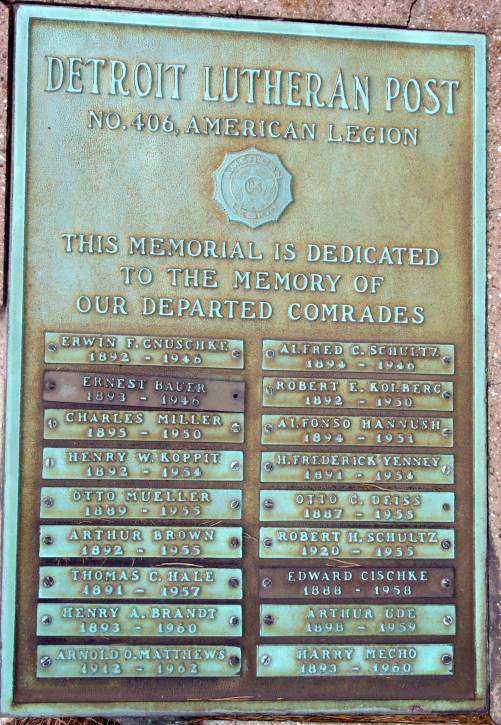 DETROIT LUTHERAN POST
NO. 406, AMERICAN LEGION
THIS MEMORIAL IS DEDICATED
TO THE MEMORY OF
OUR DEPARTED COMRADES
ERWIN F. GNUSCHKE
1892 - 1946
ALFRED C. SCHULTZ
1894 - 1946
ERNEST BAUER
1893 - 1946
ROBERT E. KOLBERG
1892 - 1950
CHARLES MILLER
1895 - 1950
ALFONSO HANNUSH
1894 - 1951
HENRY W. KOPPIT
1892 - 1954
H. FREDERICK YENNEY
1891 - 1954
OTTO MUELLER
1889 - 1955
OTTO C. DEISS
1887 - 1955
ARTHUR BROWN
1892 - 1955
ROBERT H. SCHULTZ
1920 - 1955
THOMAS C. HALE
1891 - 1957
EDWARD CISCHKE
1888 - 1958
HENRY A. BRANDT
1893 - 1960
ARTHUR UDE
1898 - 1959
ARNOLD O. MATTHEWS
1912 - 1962
HARRY MECHO
1893 - 1960